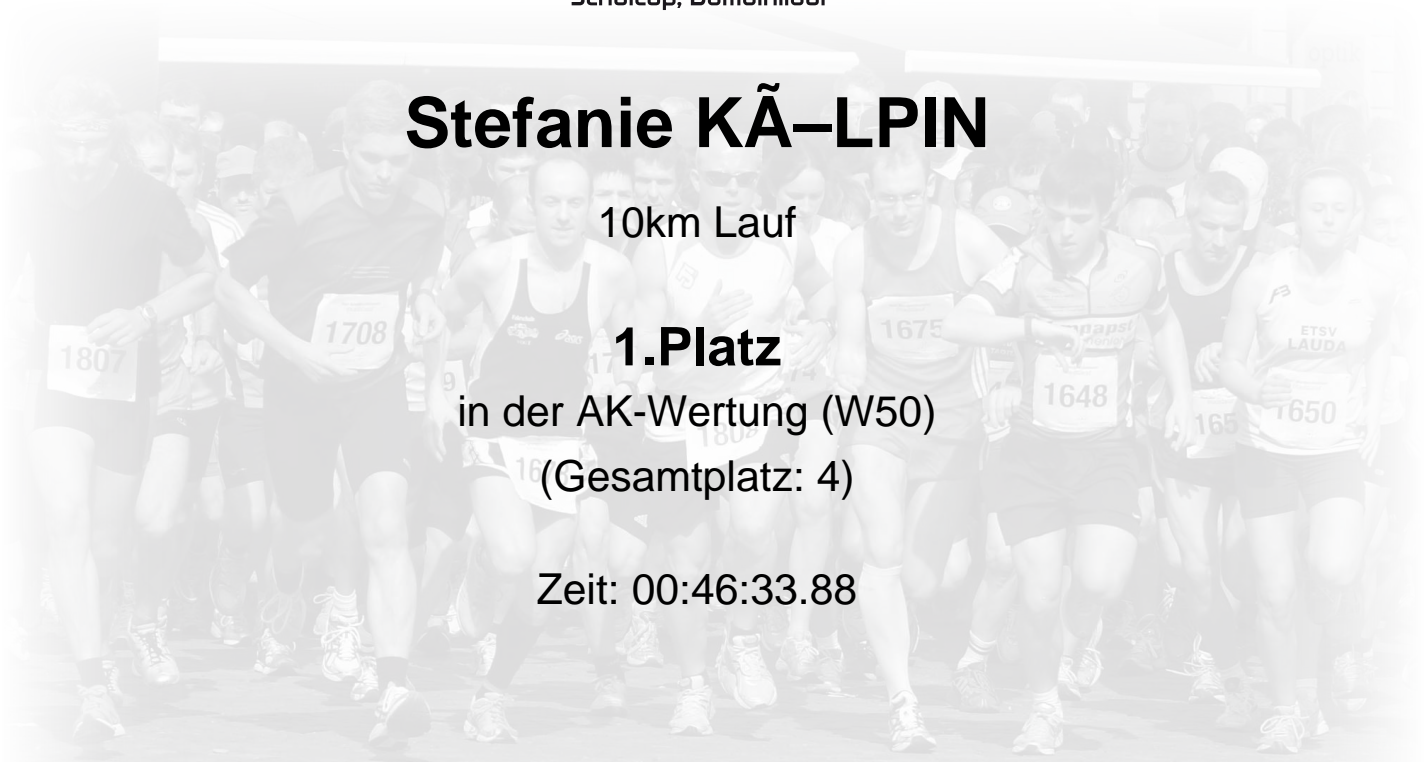 Stefanie KÃ–LPIN
10km Lauf
1.Platz
in der AK-Wertung (W50)
(Gesamtplatz: 4)
Zeit: 00:46:33.88
1807
1708
1675
1648
1650
165
ETSV
LAUDA